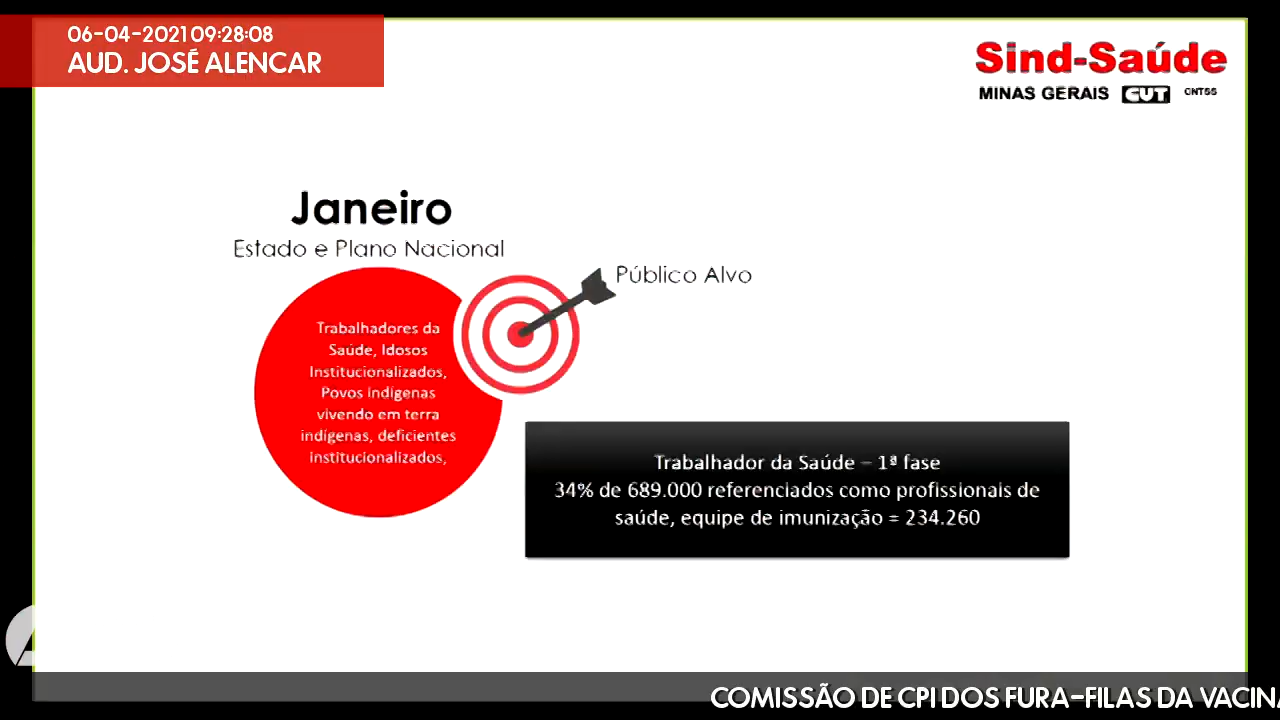 06-04-2021 09:28:08
AUD. JOSÉ ALENCAR
Sind-Saúde
MINAS GERAIS CUT CNTSS
Janeiro
Estado e Plano Nacional
Público Alvo
Trabalhadores da
Saúde, Idosos
Institucionalizados,
Povos indígenas
vivendo em terra
indígenas, deficientes
institucionalizados,
Trabalhador da Saúde – 1ª fase
34% de 689.000 referenciados como profissionais de
saúde, equipe de imunização = 234.260
COMISSÃO DE CPI DOS FURA-FILAS DA VACINA